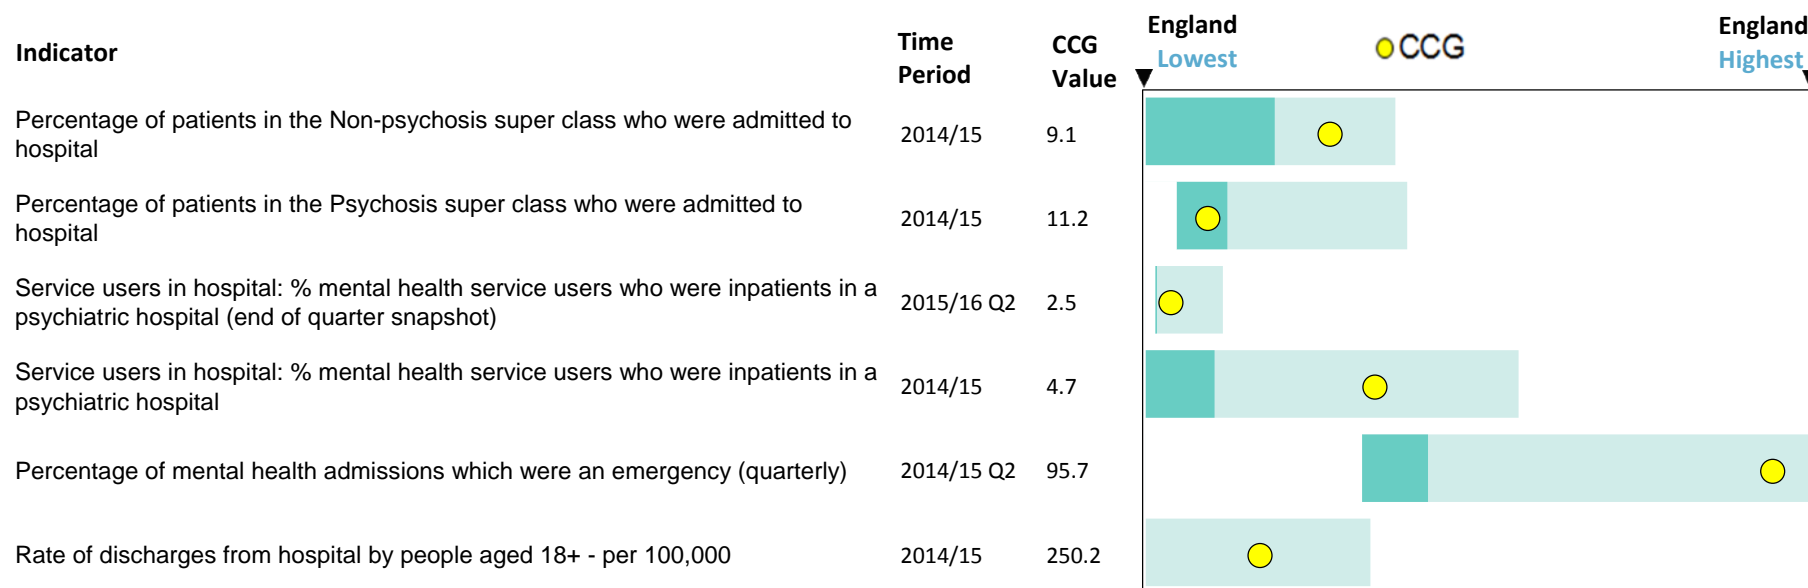 Indicator
Time
Period
CCG
Value
England
Lowest
CCG
England
Highest
Percentage of patients in the Non-psychosis super class who were admitted to
hospital
2014/15
9.1
Percentage of patients in the Psychosis super class who were admitted to
hospital
2014/15
11.2
Service users in hospital: % mental health service users who were inpatients in a
psychiatric hospital (end of quarter snapshot)
2015/16 Q2
2.5
Service users in hospital: % mental health service users who were inpatients in a
psychiatric hospital
2014/15
4.7
Percentage of mental health admissions which were an emergency (quarterly)
2014/15 Q2
95.7
Rate of discharges from hospital by people aged 18+ - per 100,000
2014/15
250.2